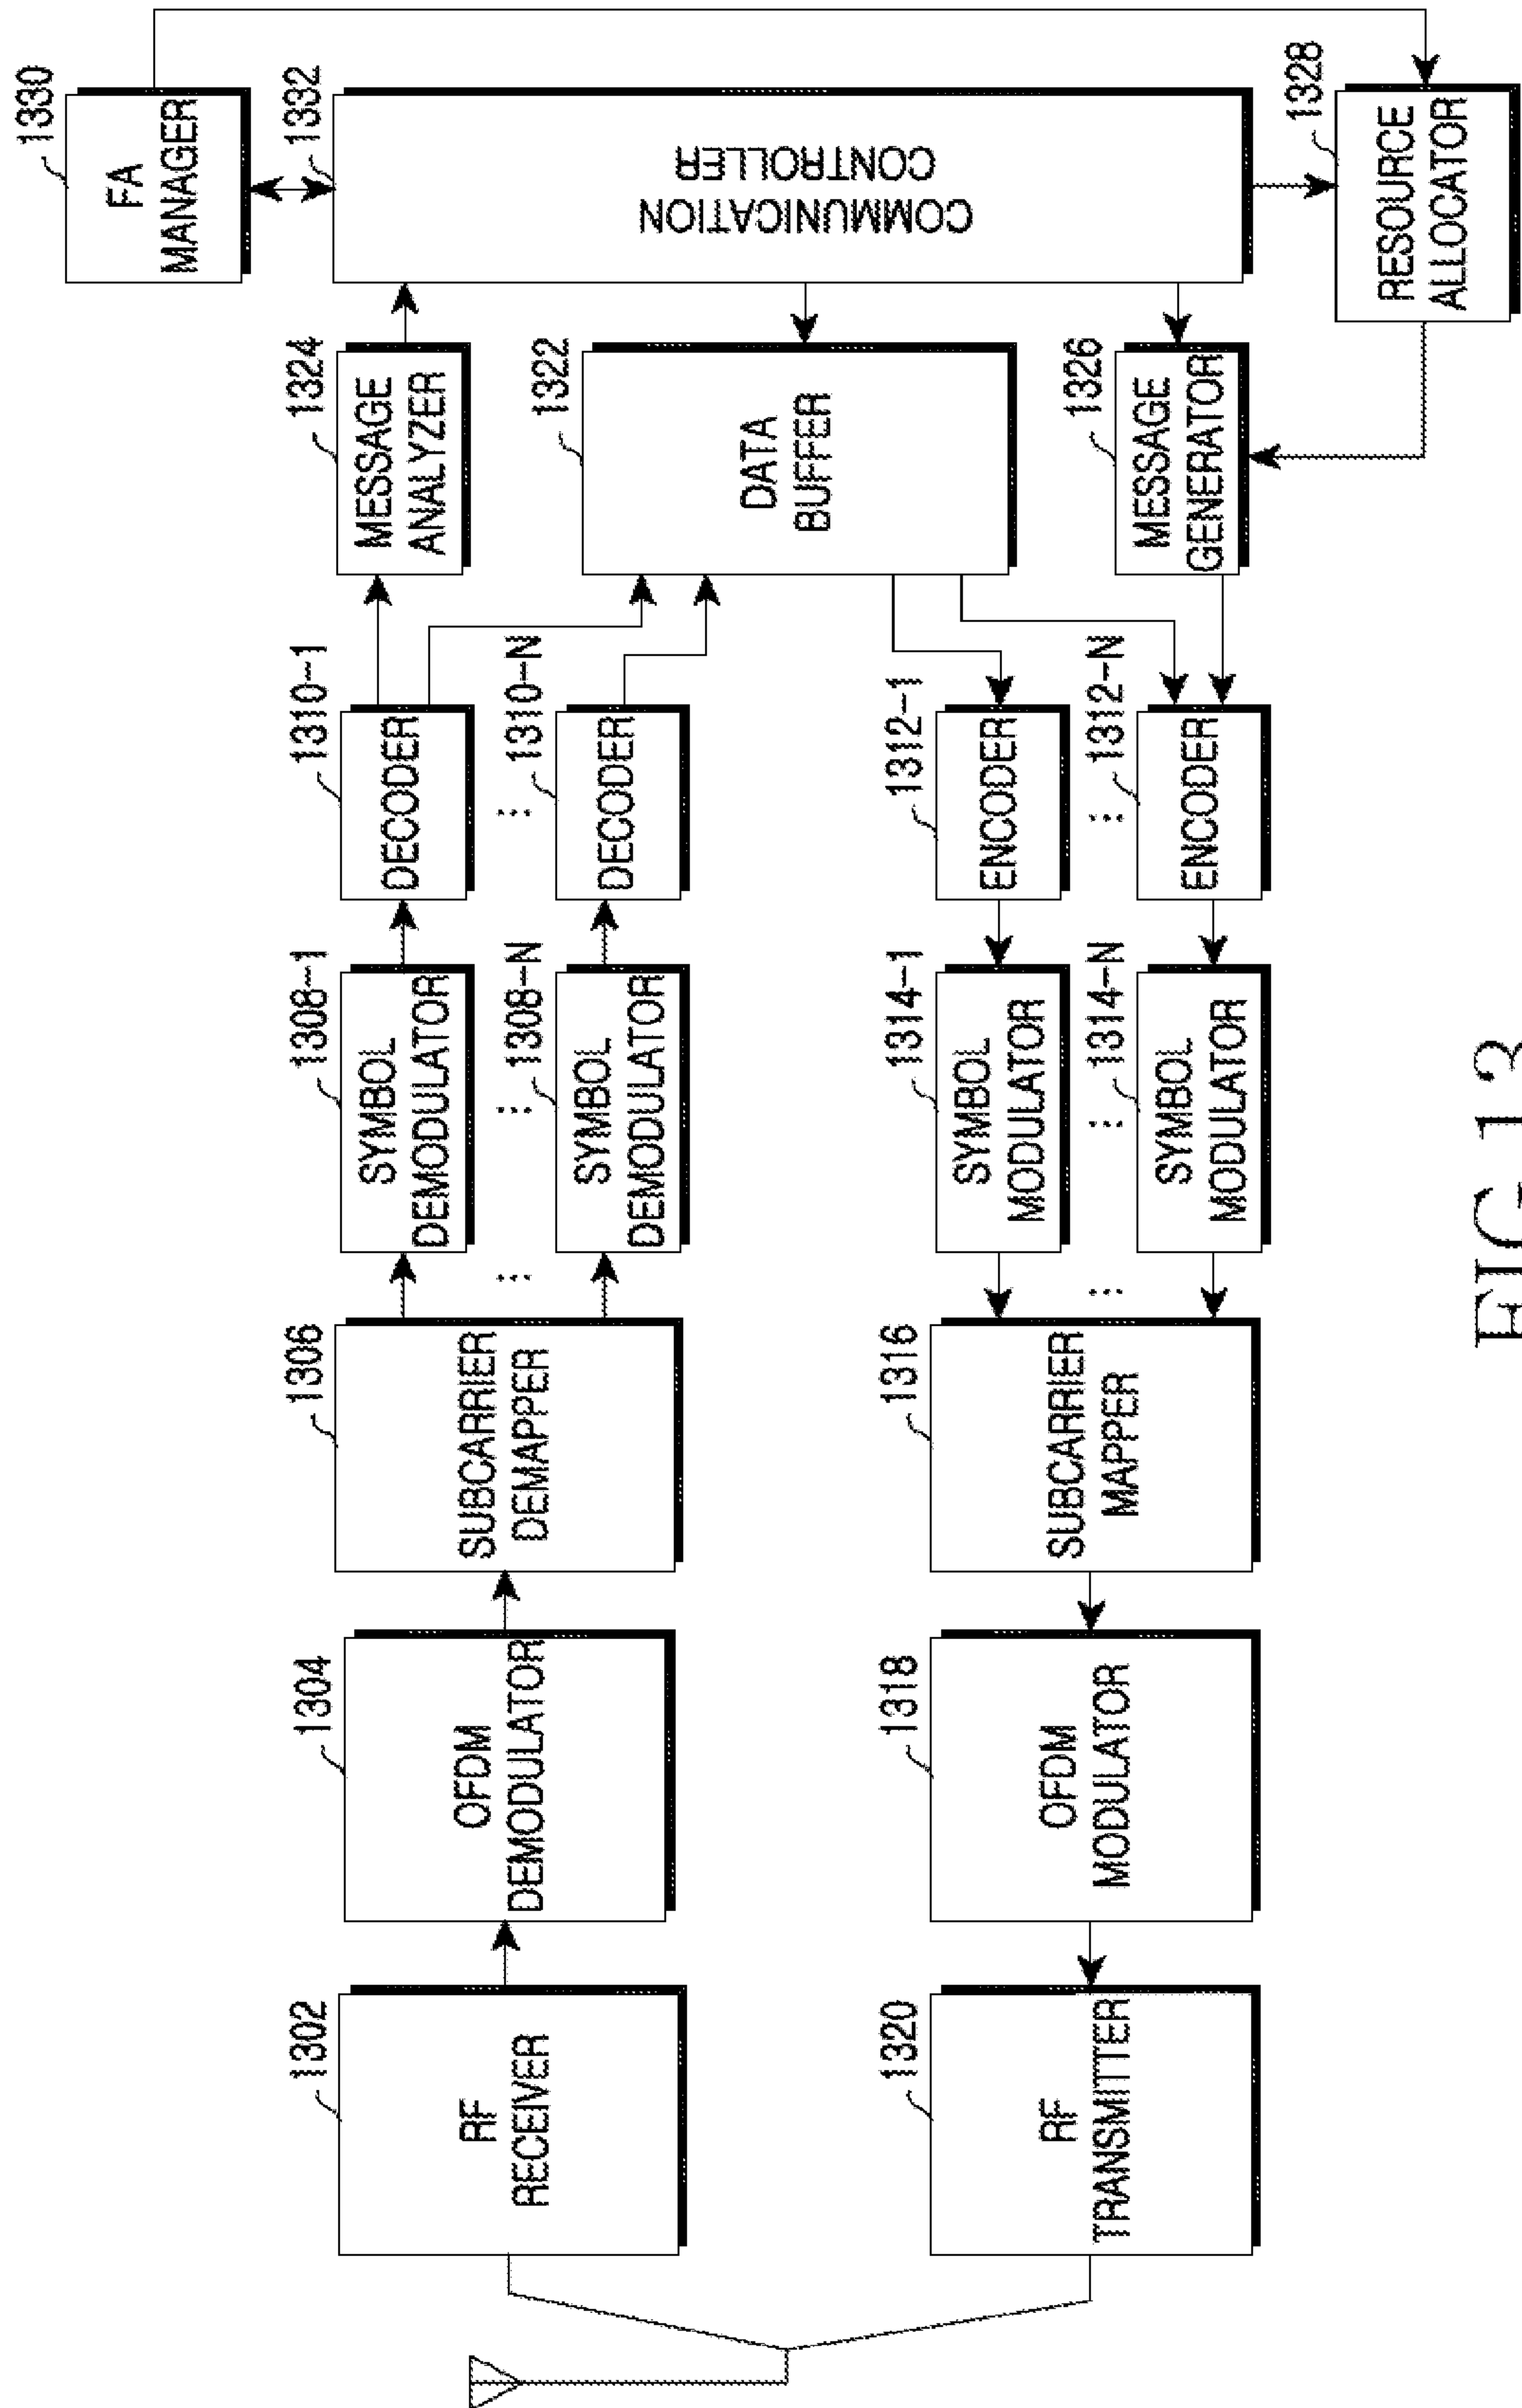 1330
FA
MANAGER
1332
COMMUNICATION
CONTROLLER
1328
RESOURCE
ALLOCATOR
1324
MESSAGE
ANALYZER
1322
DATA
BUFFER
1326
MESSAGE
GENERATOR
1310-1
DECODER
⋮
1310-N
DECODER
1312-1
ENCODER
⋮
1312-N
ENCODER
1308-1
SYMBOL
DEMODULATOR
⋮
1308-N
SYMBOL
DEMODULATOR
1314-1
SYMBOL
MODULATOR
⋮
1314-N
SYMBOL
MODULATOR
⋮
⋮
1306
SUBCARRIER
DEMAPPER
1316
SUBCARRIER
MAPPER
1304
OFDM
DEMODULATOR
1318
OFDM
MODULATOR
1302
RF
RECEIVER
1320
RF
TRANSMITTER
FIG.13